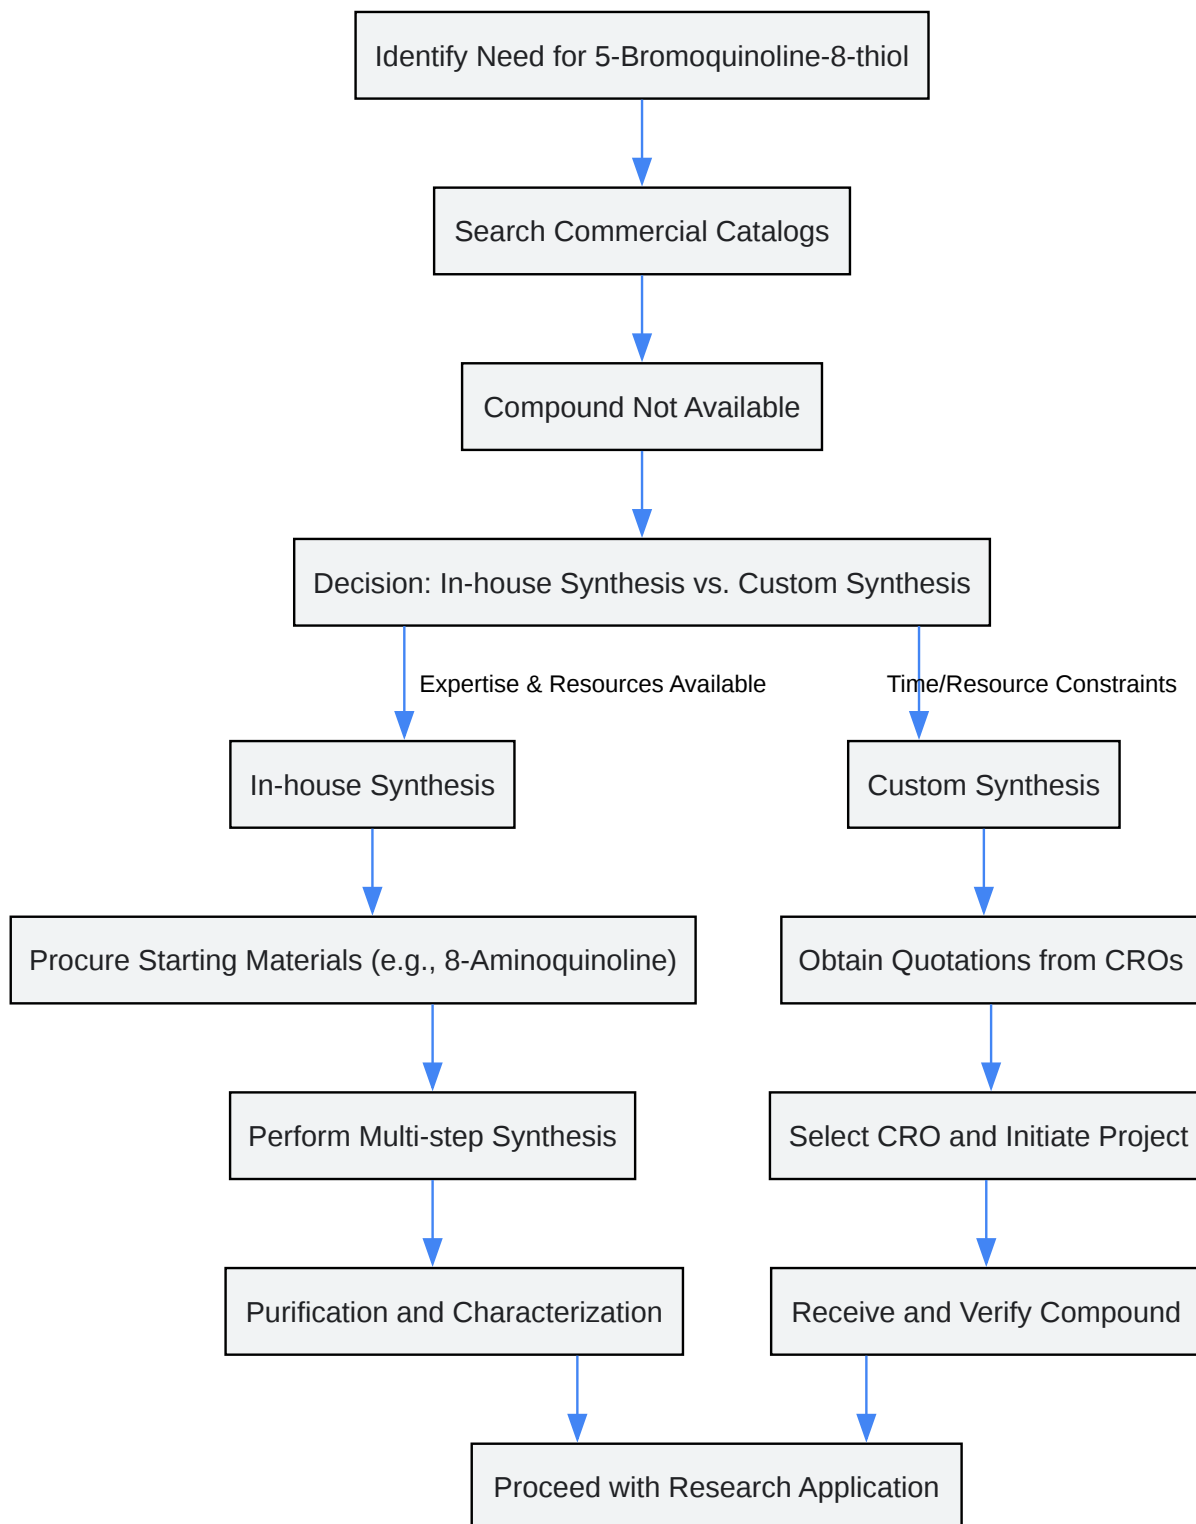 Identify Need for 5-Bromoquinoline-8-thiol
Search Commercial Catalogs
Compound Not Available
Decision: In-house Synthesis vs. Custom Synthesis
Expertise & Resources Available
Time/Resource Constraints
In-house Synthesis
Custom Synthesis
Procure Starting Materials (e.g., 8-Aminoquinoline)
Obtain Quotations from CROs
Perform Multi-step Synthesis
Select CRO and Initiate Project
Purification and Characterization
Receive and Verify Compound
Proceed with Research Application